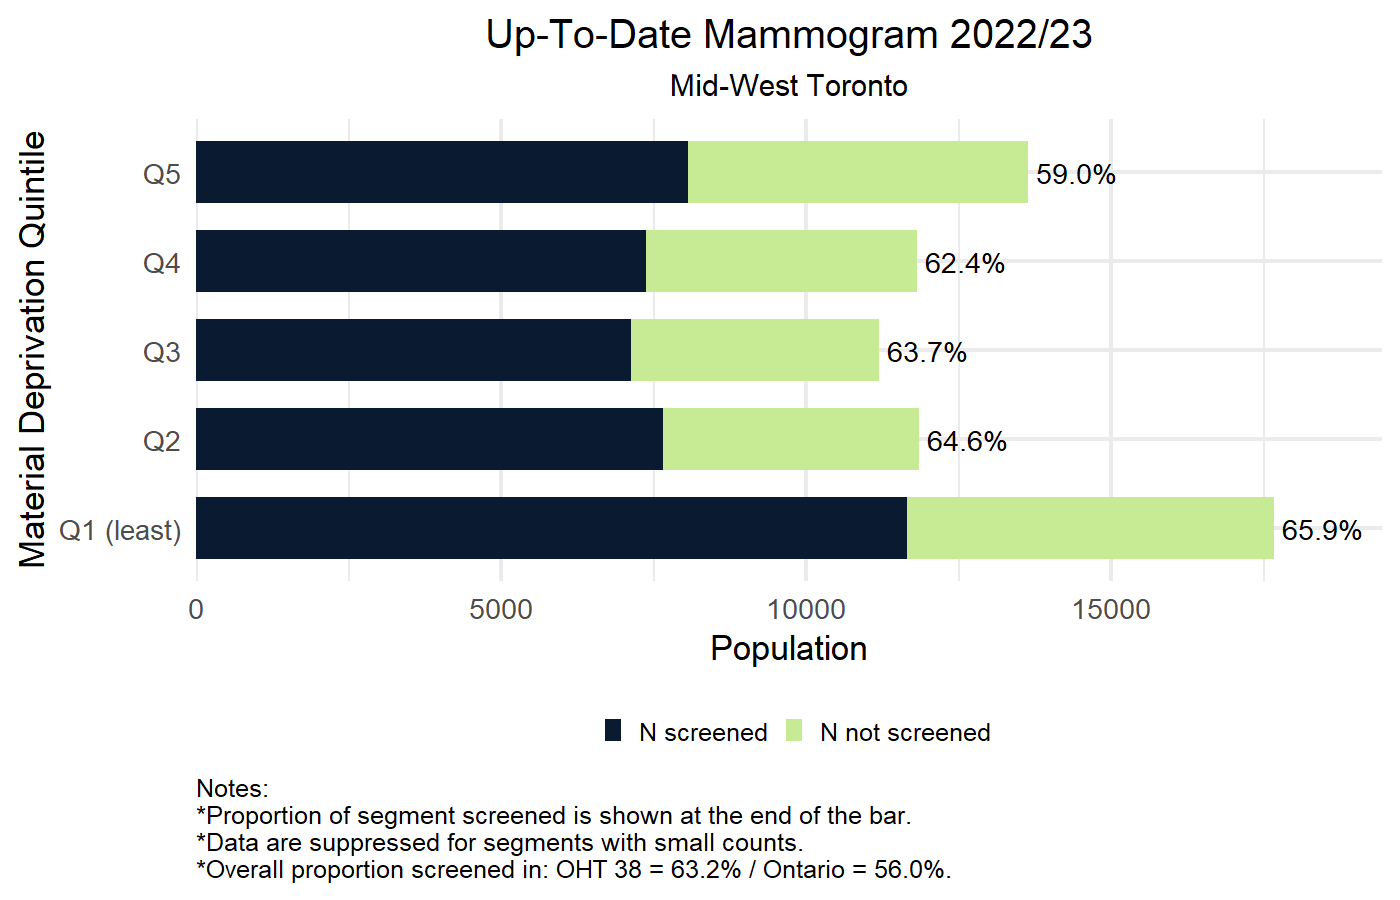 Up-To-Date Mammogram 2022/23
Mid-West Toronto
Material Deprivation Quintile
Q5
59.0%
Q4
62.4%
Q3
63.7%
Q2
64.6%
Q1 (least)
65.9%
0
5000
10000
15000
Population
N screened
N not screened
Notes:
*Proportion of segment screened is shown at the end of the bar.
*Data are suppressed for segments with small counts.
*Overall proportion screened in: OHT 38 = 63.2% / Ontario = 56.0%.